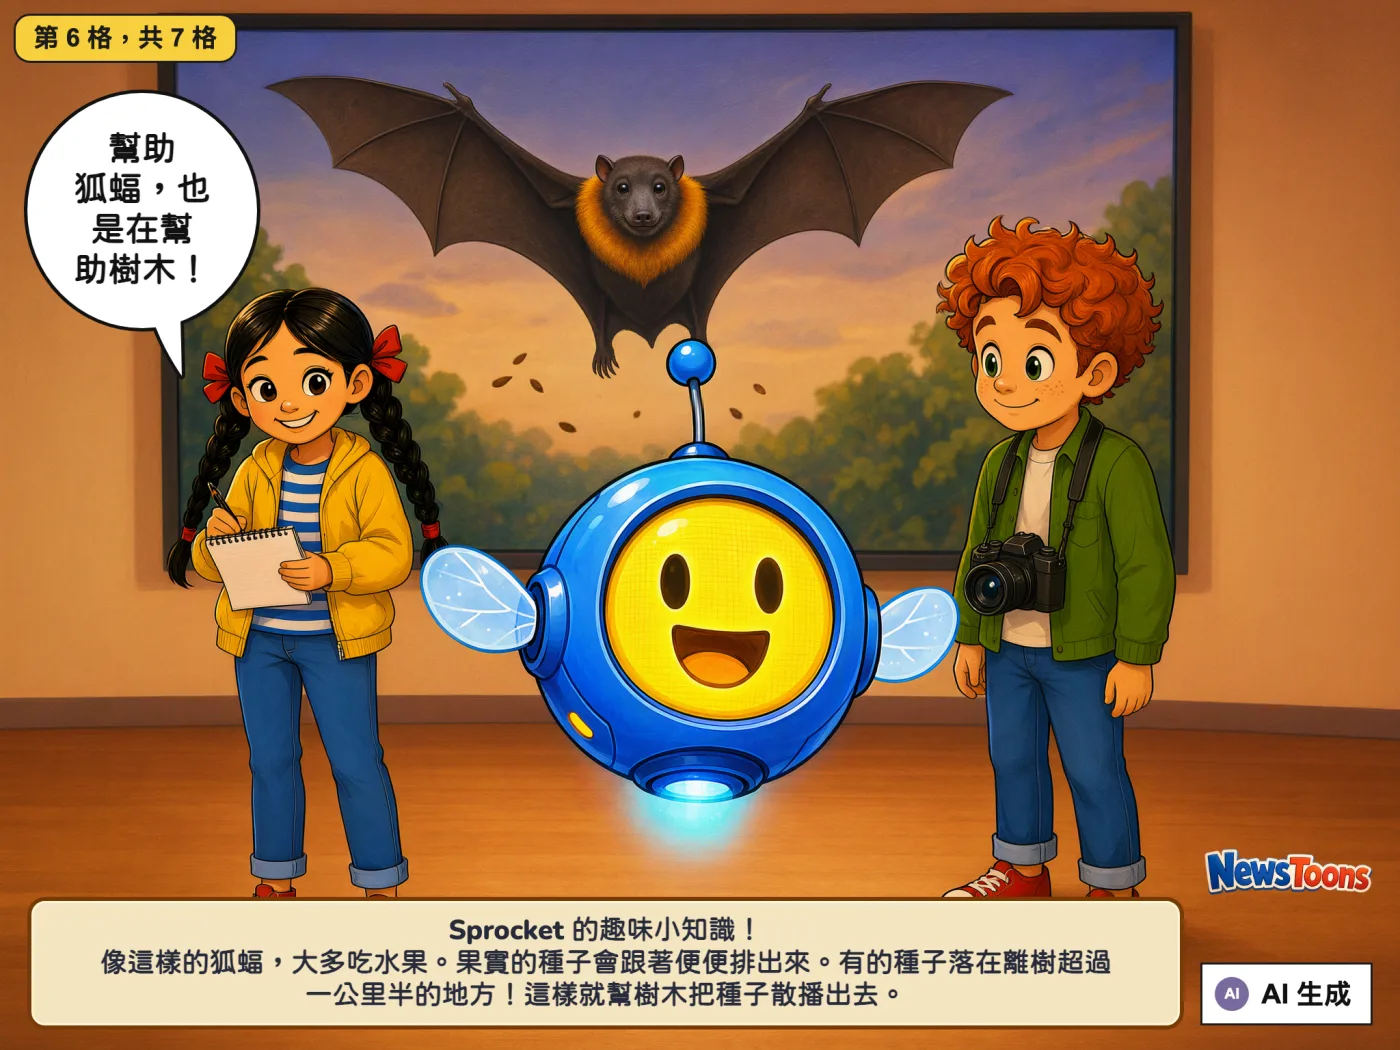 第 6 格，共 7 格
幫助
狐蝠，也
是在幫
助樹木！
NewsToons
Sprocket 的趣味小知識！
像這樣的狐蝠，大多吃水果。果實的種子會跟著便便排出來。有的種子落在離樹超過
一公里半的地方！這樣就幫樹木把種子散播出去。
AI AI 生成